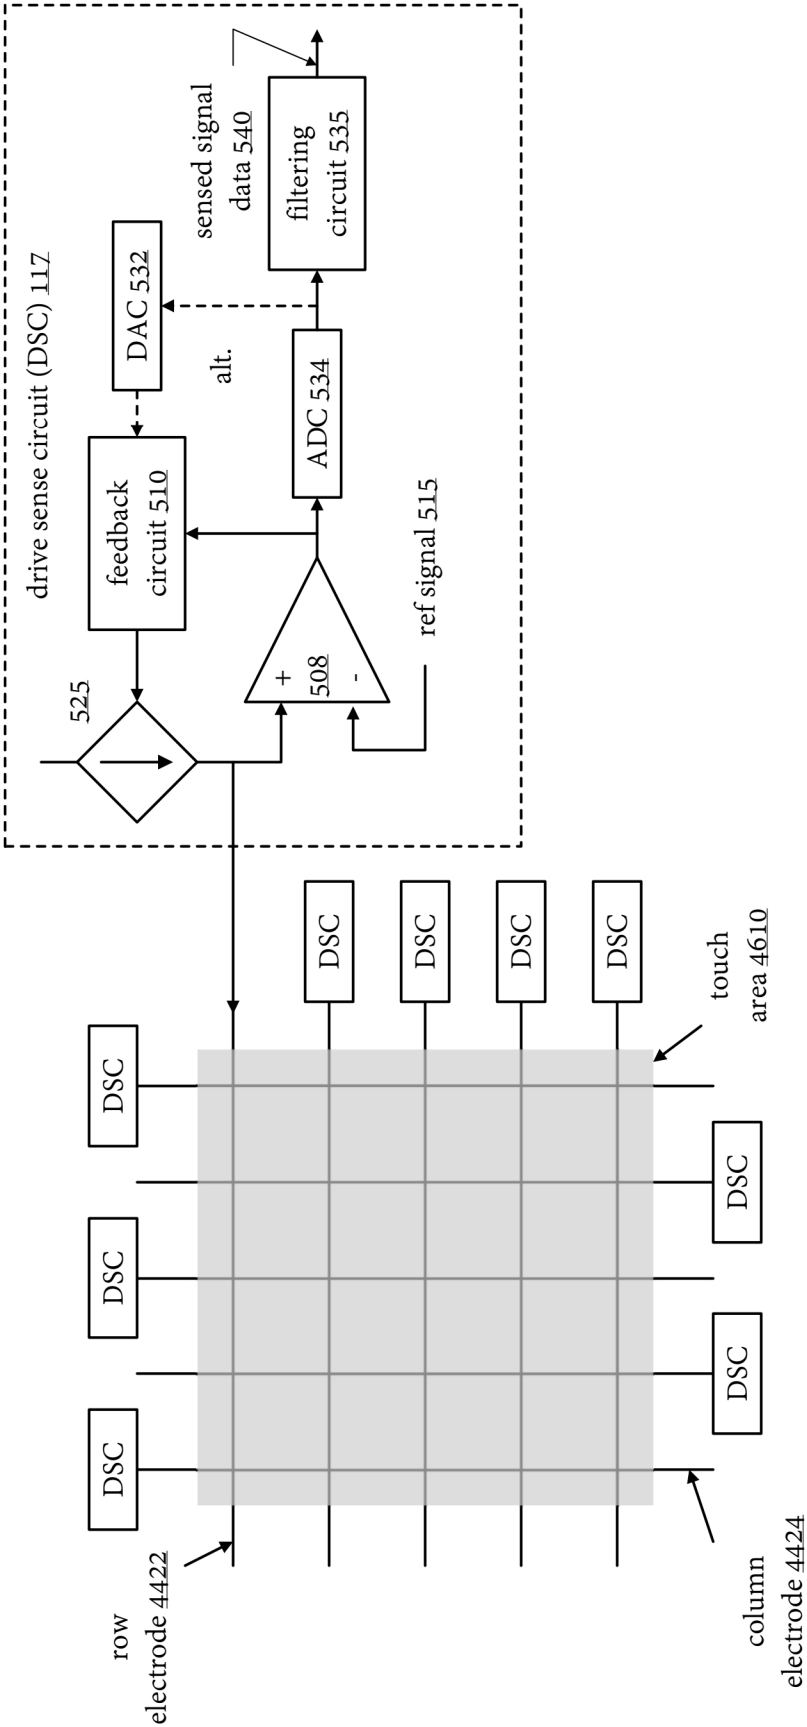 drive sense circuit (DSC) 117
525
feedback
circuit 510
DAC 532
alt.
sensed signal
data 540
+
508
-
ADC 534
filtering
circuit 535
ref signal 515
row
electrode 4422
DSC
DSC
DSC
DSC
DSC
DSC
DSC
DSC
DSC
touch
area 4610
column
electrode 4424